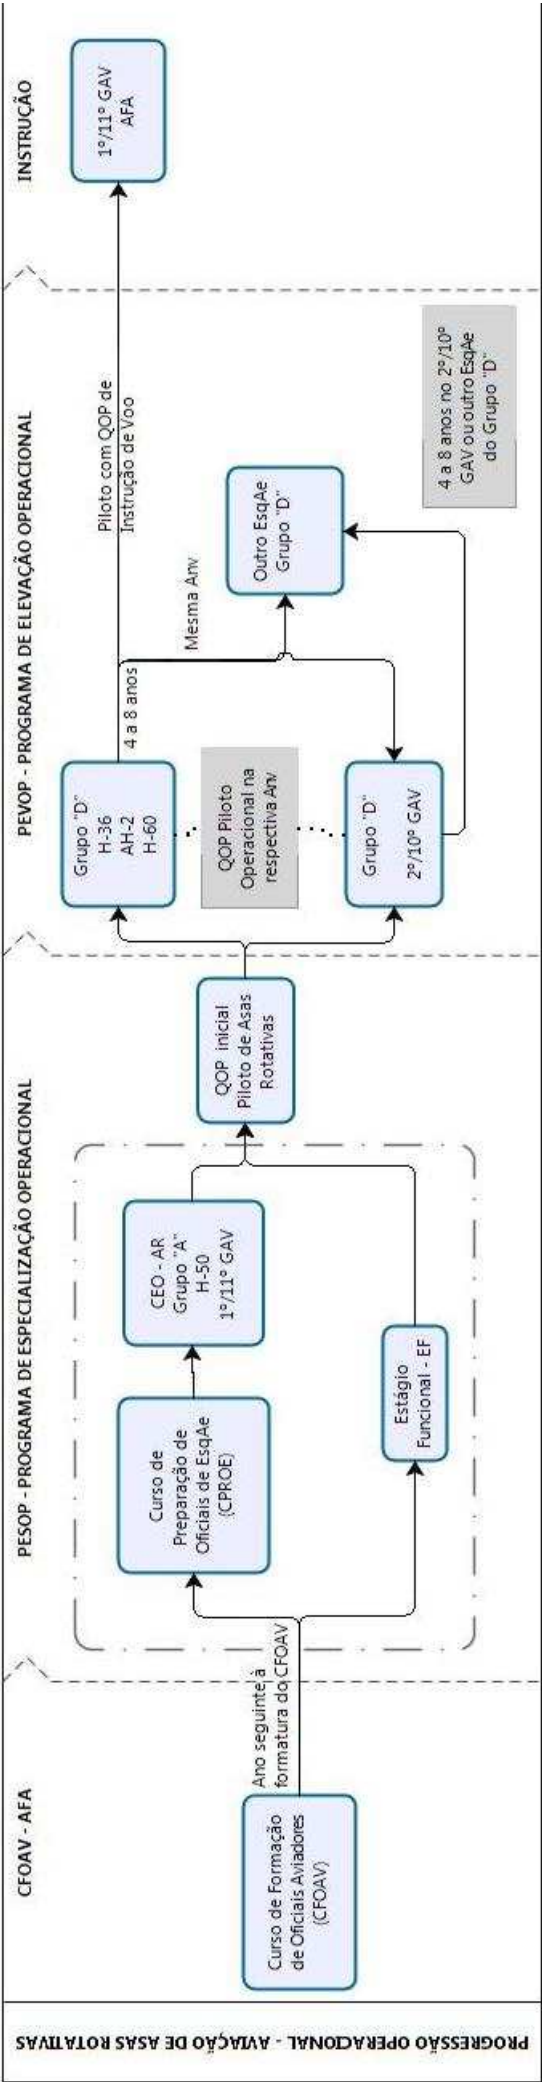 PROGRESSÃO OPERACIONAL - AVIAÇÃO DE ASAS ROTATIVAS
CFOAV - AFA
Curso de Formação
de Oficiais Aviadores
(CFOAV)
Ano seguinte à
formatura do CFOAV
PESOP - PROGRAMA DE ESPECIALIZAÇÃO OPERACIONAL
Curso de
Preparação de
Oficiais de EsqAe
(CPROE)
CEO - AR
Grupo "A"
H-50
1º/11º GAV
Estágio
Funcional - EF
QOP inicial
Piloto de Asas
Rotativas
PEVOP - PROGRAMA DE ELEVAÇÃO OPERACIONAL
Grupo "D"
H-36
AH-2
H-60
QOP Piloto
Operacional na
respectiva Anv
Grupo "D"
2º/10º GAV
4 a 8 anos
Mesma Anv
Piloto com QOP de
Instrução de Voo
Outro EsqAe
Grupo "D"
4 a 8 anos no 2º/10º
GAV ou outro EsqAe
do Grupo "D"
INSTRUÇÃO
1º/11º GAV
AFA